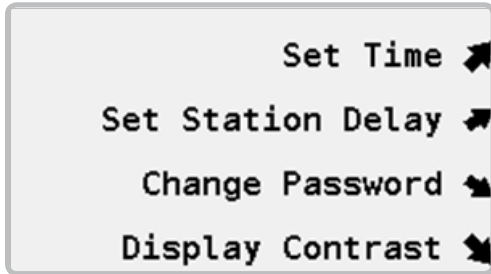 Set Time
Set Station Delay
Change Password
Display Contrast